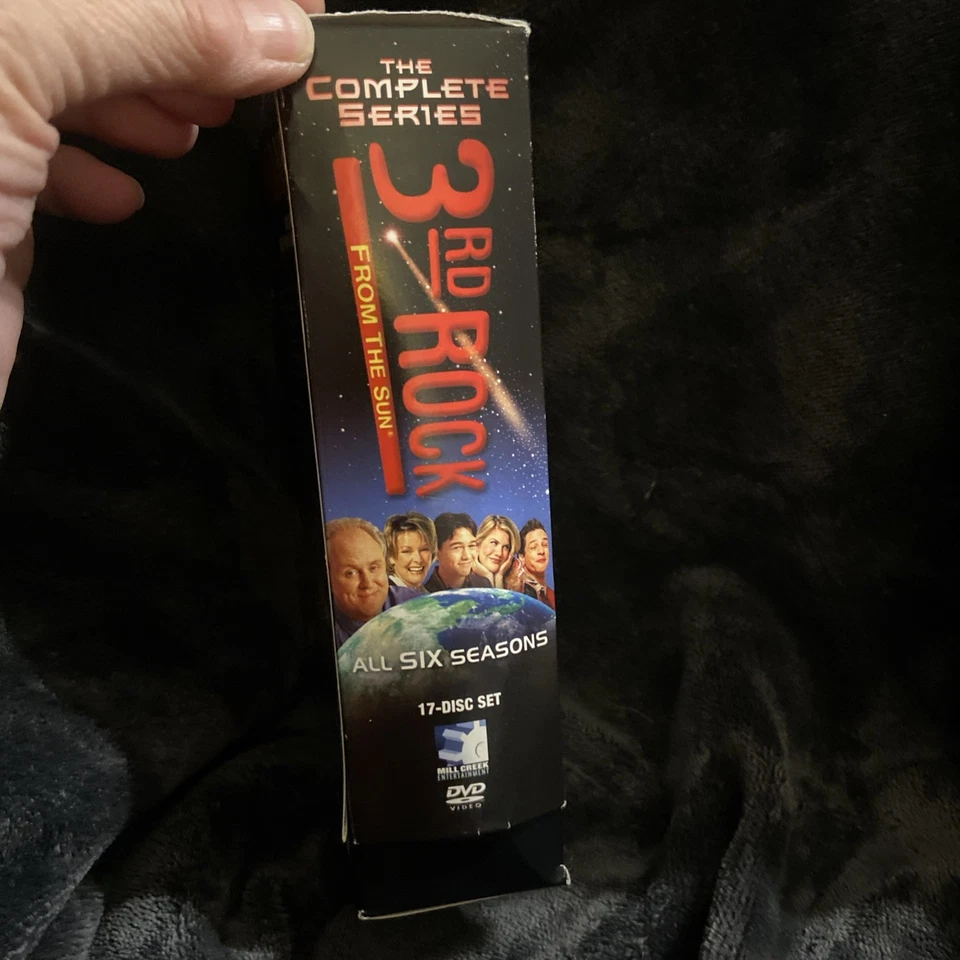 THE
COMPLETE
SERIES
3RD ROCK
FROM THE SUN®
ALL SIX SEASONS
17-DISC SET
MILL CREEK
ENTERTAINMENT
DVD
VIDEO